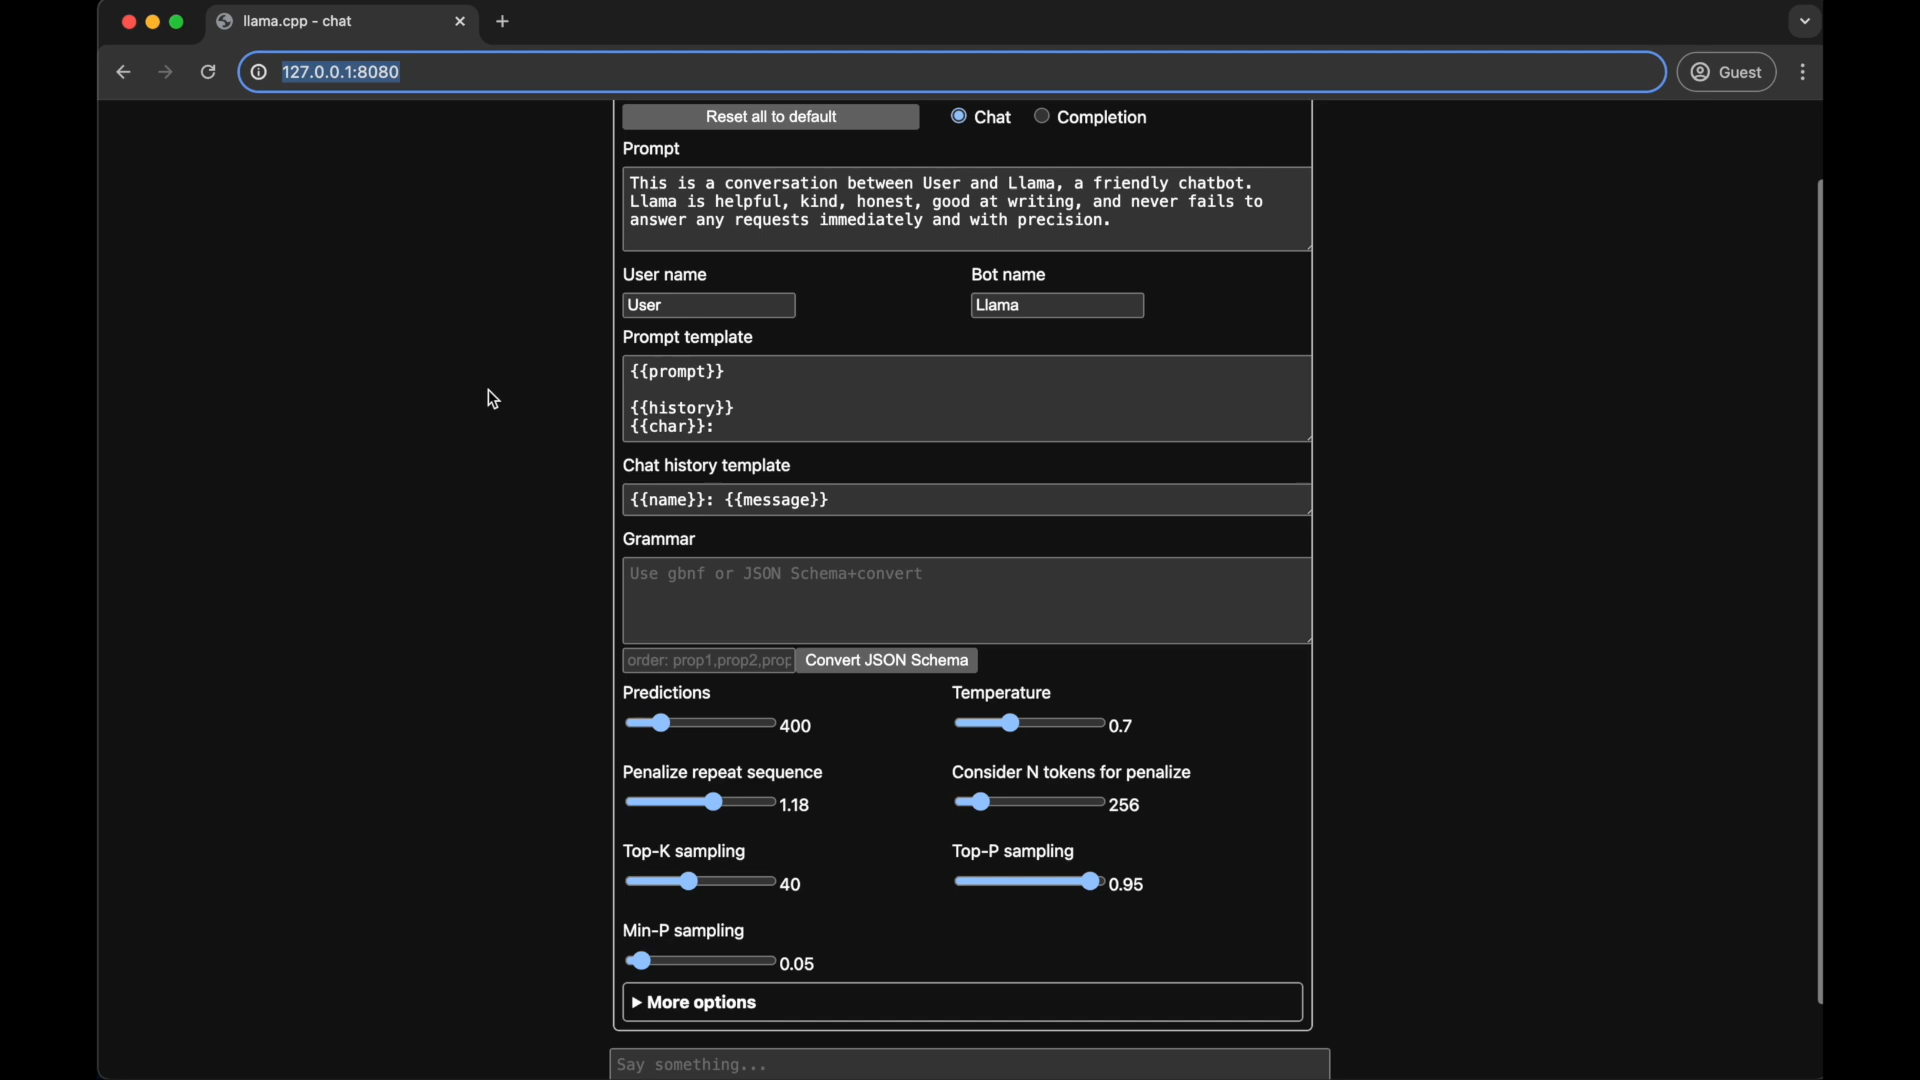 llama.cpp - chat
127.0.0.1:8080
Guest
Reset all to default
Chat
Completion
Prompt
This is a conversation between User and Llama, a friendly chatbot.
Llama is helpful, kind, honest, good at writing, and never fails to
answer any requests immediately and with precision.
User name
Bot name
User
Llama
Prompt template
{{prompt}}
{{history}}
{{char}}:
Chat history template
{{name}}: {{message}}
Grammar
Use gbnf or JSON Schema+convert
order: prop1,prop2,prop
Convert JSON Schema
Predictions
Temperature
400
0.7
Penalize repeat sequence
Consider N tokens for penalize
1.18
256
Top-K sampling
Top-P sampling
40
0.95
Min-P sampling
0.05
More options
Say something...